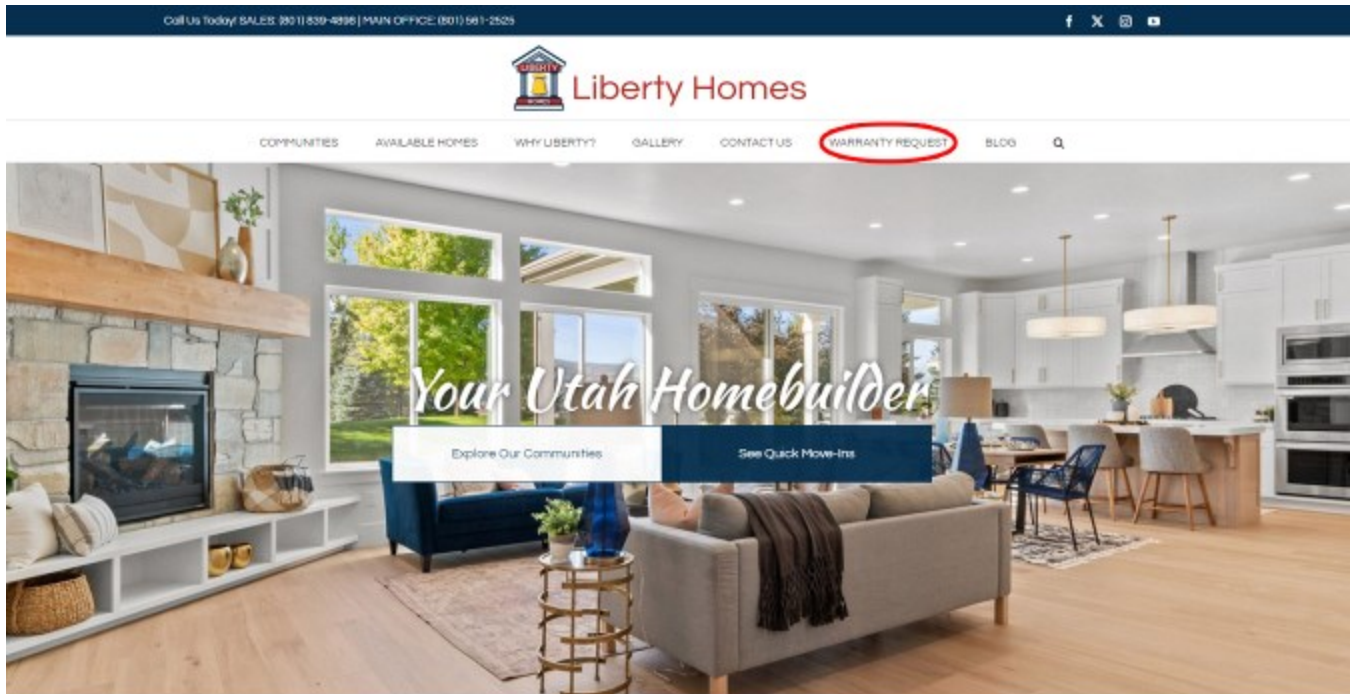 Call Us Today! SALES: (801) 839-4896 | MAIN OFFICE: (801) 561-2525
LIBERTY
HOMES
Liberty Homes
COMMUNITIES AVAILABLE HOMES WHY LIBERTY? GALLERY CONTACT US WARRANTY REQUEST BLOG
Your Utah Homebuilder
Explore Our Communities See Quick Move-Ins